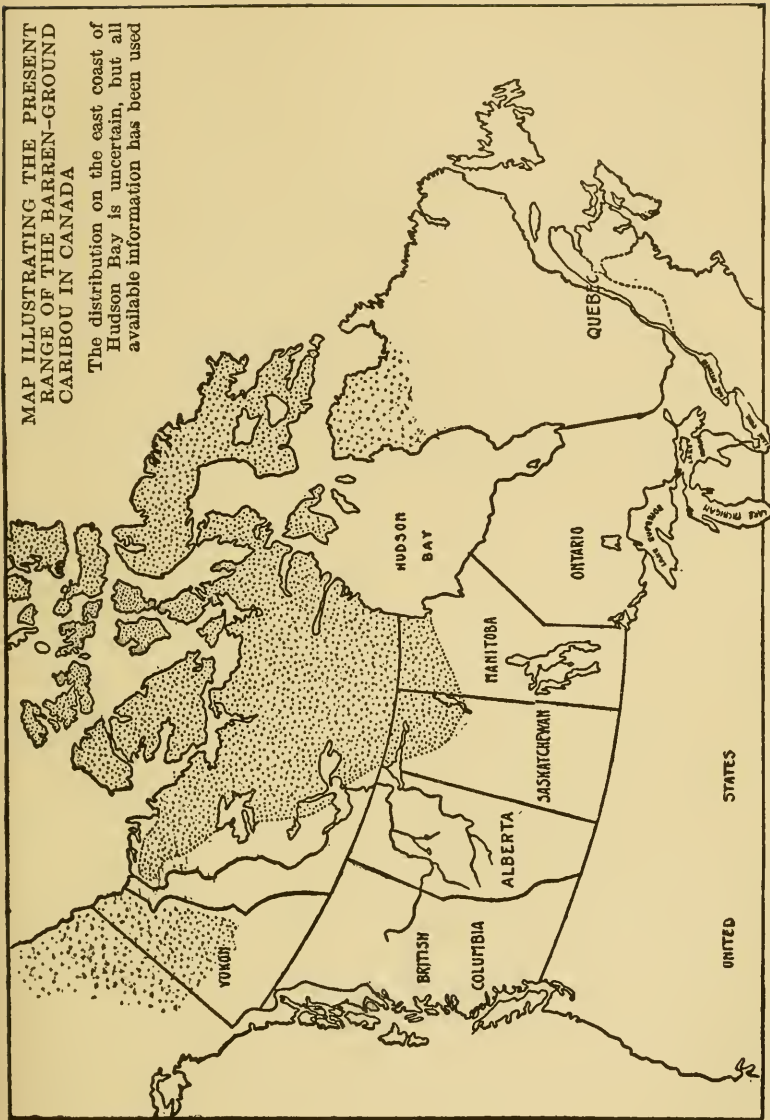 MAP ILLUSTRATING THE PRESENT
RANGE OF THE BARREN-GROUND
CARIBOU IN CANADA
The distribution on the east coast of
Hudson Bay is uncertain, but all
available information has been used
YUKON
BRITISH
COLUMBIA
ALBERTA
SASKATCHEWAN
MANITOBA
HUDSON
BAY
ONTARIO
QUEBEC
LAKE SUPERIOR
LAKE MICHIGAN
UNITED
STATES